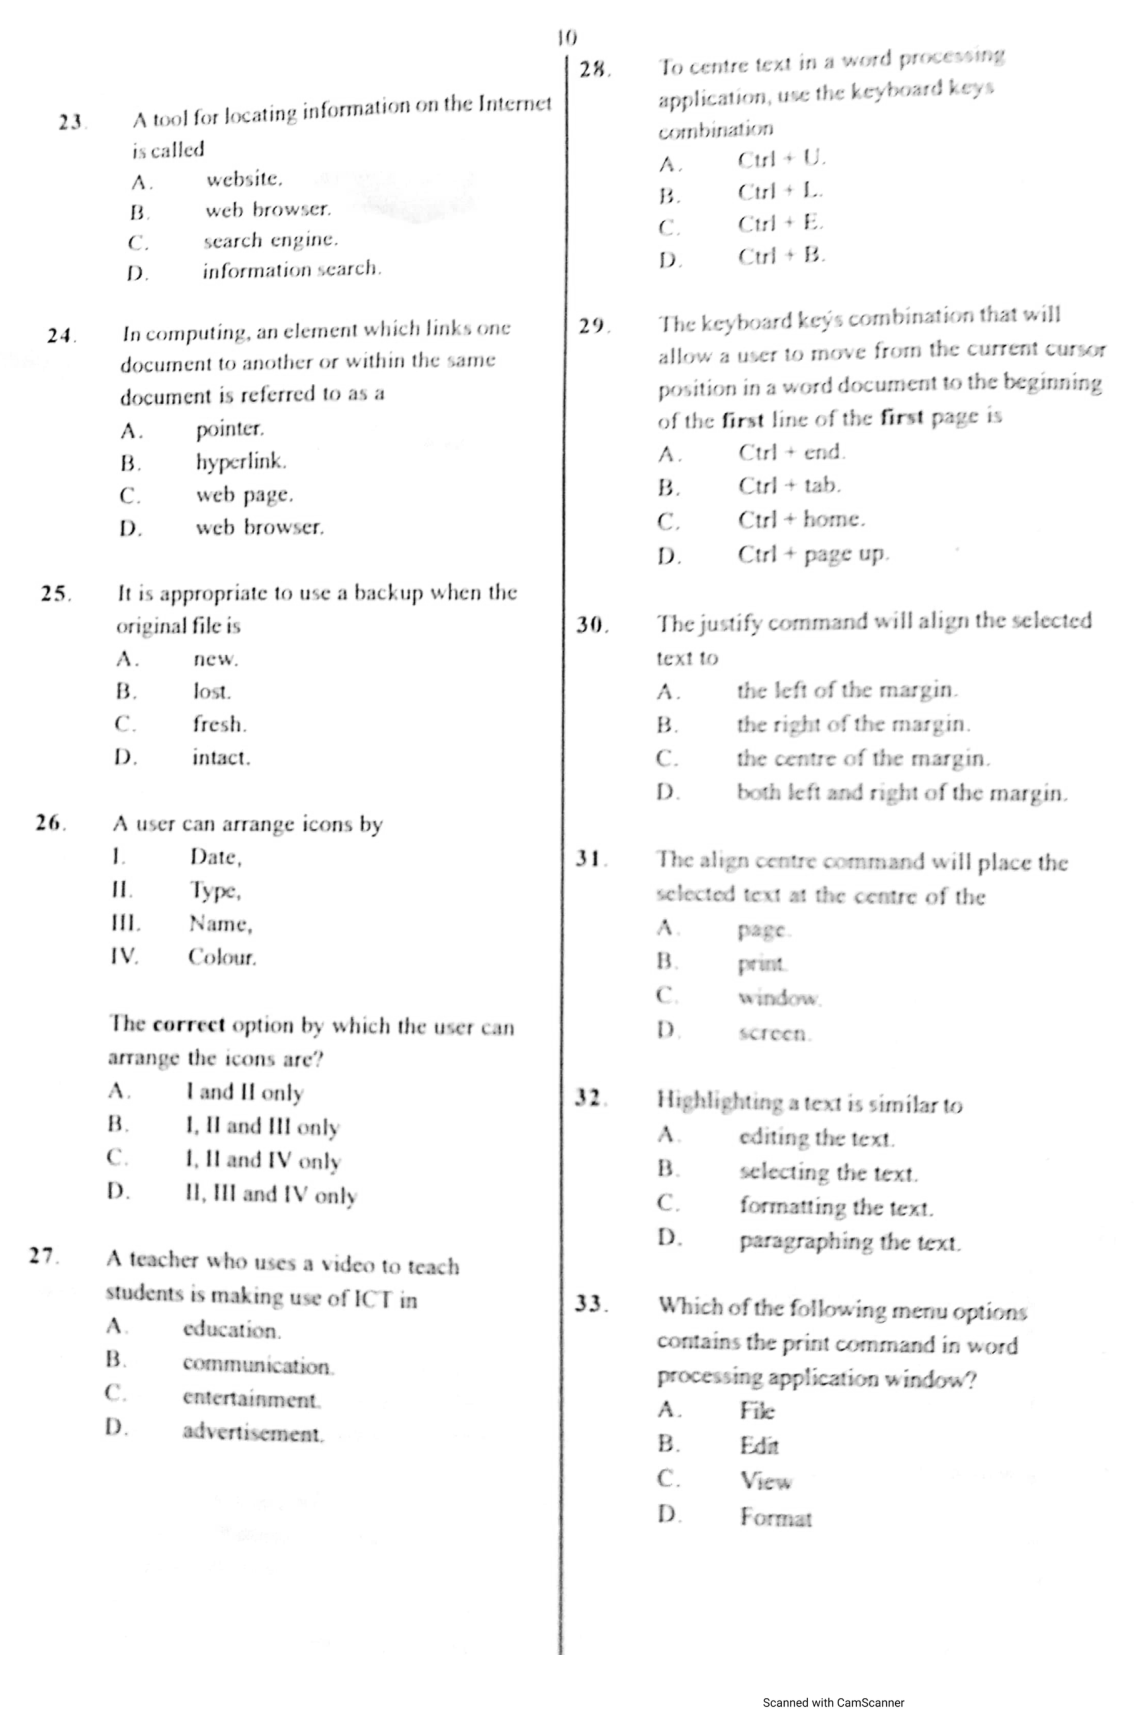 10
23. A tool for locating information on the Internet
is called
A. website.
B. web browser.
C. search engine.
D. information search.
24. In computing, an element which links one
document to another or within the same
document is referred to as a
A. pointer.
B. hyperlink.
C. web page.
D. web browser.
25. It is appropriate to use a backup when the
original file is
A. new.
B. lost.
C. fresh.
D. intact.
26. A user can arrange icons by
I. Date,
II. Type,
III. Name,
IV. Colour.
The correct option by which the user can
arrange the icons are?
A. I and II only
B. I, II and III only
C. I, II and IV only
D. II, III and IV only
27. A teacher who uses a video to teach
students is making use of ICT in
A. education.
B. communication.
C. entertainment.
D. advertisement.
28. To centre text in a word processing
application, use the keyboard keys
combination
A. Ctrl + U.
B. Ctrl + L.
C. Ctrl + E.
D. Ctrl + B.
29. The keyboard keys combination that will
allow a user to move from the current cursor
position in a word document to the beginning
of the first line of the first page is
A. Ctrl + end.
B. Ctrl + tab.
C. Ctrl + home.
D. Ctrl + page up.
30. The justify command will align the selected
text to
A. the left of the margin.
B. the right of the margin.
C. the centre of the margin.
D. both left and right of the margin.
31. The align centre command will place the
selected text at the centre of the
A. page.
B. print.
C. window.
D. screen.
32. Highlighting a text is similar to
A. editing the text.
B. selecting the text.
C. formatting the text.
D. paragraphing the text.
33. Which of the following menu options
contains the print command in word
processing application window?
A. File
B. Edit
C. View
D. Format
Scanned with CamScanner